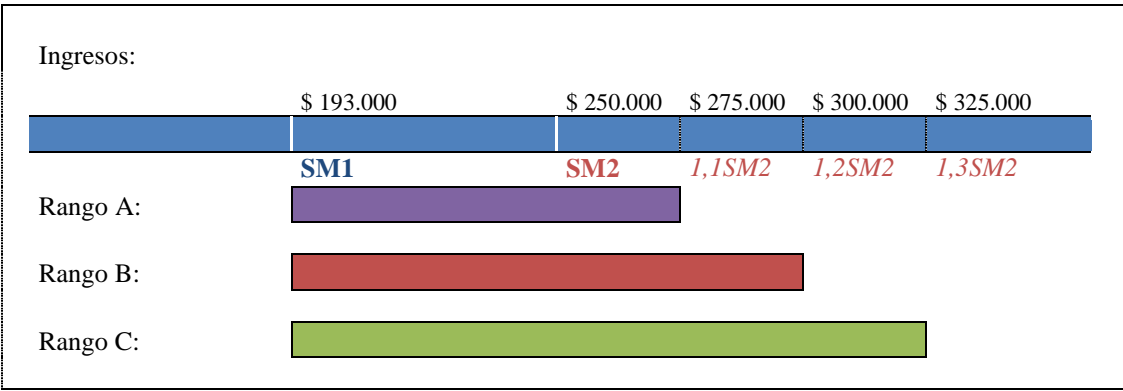 Ingresos:
$ 193.000 $ 250.000 $ 275.000 $ 300.000 $ 325.000
SM1 SM2 1,1SM2 1,2SM2 1,3SM2
Rango A:
Rango B:
Rango C: